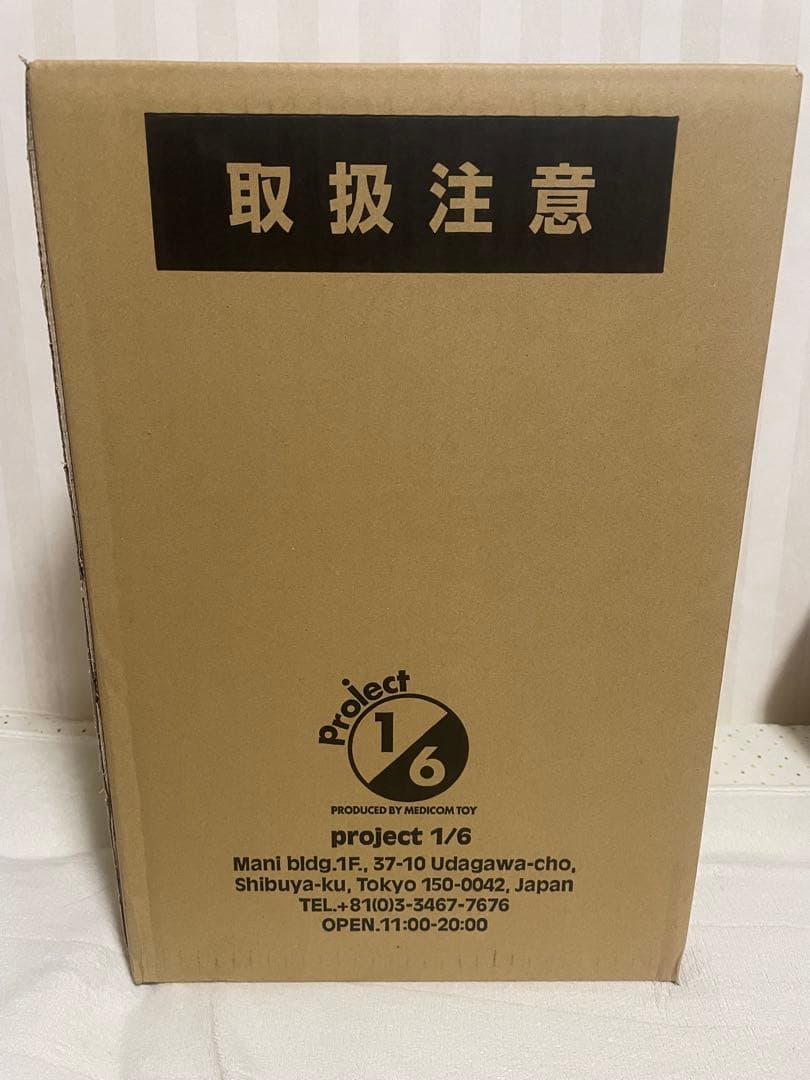 取扱注意
project
1/6
PRODUCED BY MEDICOM TOY
project 1/6
Mani bldg.1F., 37-10 Udagawa-cho,
Shibuya-ku, Tokyo 150-0042, Japan
TEL.+81(0)3-3467-7676
OPEN.11:00-20:00